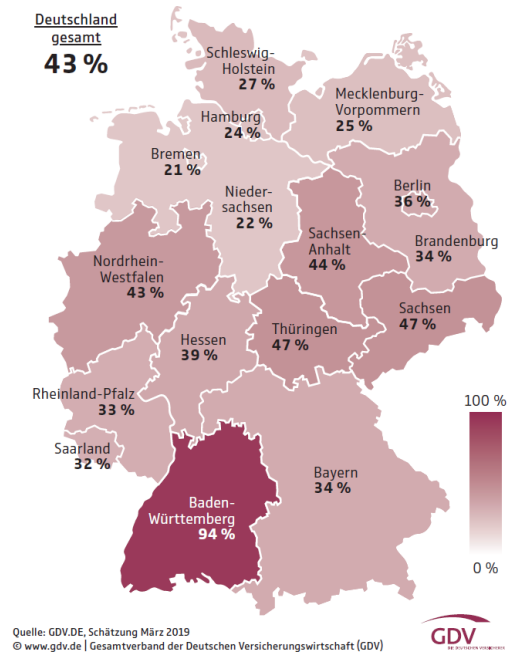 Deutschland
gesamt
43 %
Schleswig-
Holstein
27 %
Mecklenburg-
Vorpommern
25 %
Hamburg
24 %
Bremen
21 %
Nieder-
sachsen
22 %
Berlin
36 %
Sachsen-
Anhalt
44 %
Brandenburg
34 %
Nordrhein-
Westfalen
43 %
Sachsen
47 %
Thüringen
47 %
Hessen
39 %
Rheinland-Pfalz
33 %
Saarland
32 %
Bayern
34 %
Baden-
Württemberg
94 %
100 %
0 %
Quelle: GDV.DE, Schätzung März 2019
© www.gdv.de | Gesamtverband der Deutschen Versicherungswirtschaft (GDV)
GDV
DIE DEUTSCHEN VERSICHERER